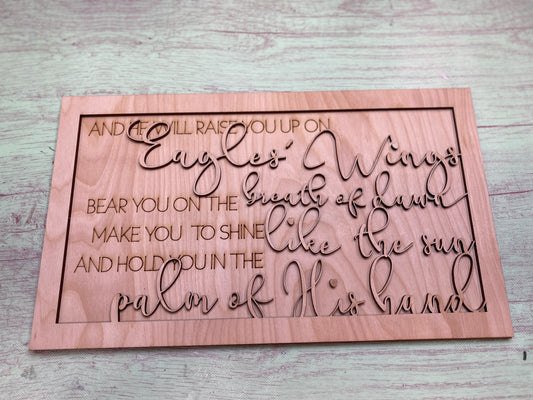 AND HE WILL RAISE YOU UP ON
Eagles' Wings
BEAR YOU ON THE breath of dawn
MAKE YOU TO SHINE like the sun
AND HOLD YOU IN THE
palm of His hand